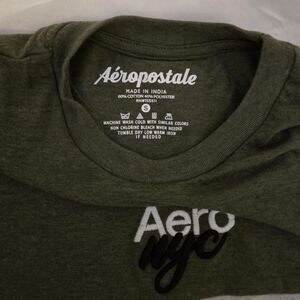 Aéropostale
MADE IN INDIA
60% COTTON 40% POLYESTER
S
MACHINE WASH COLD WITH SIMILAR COLORS
NON CHLORINE BLEACH WHEN NEEDED
TUMBLE DRY LOW WARM IRON
IF NEEDED
Aero
nyc